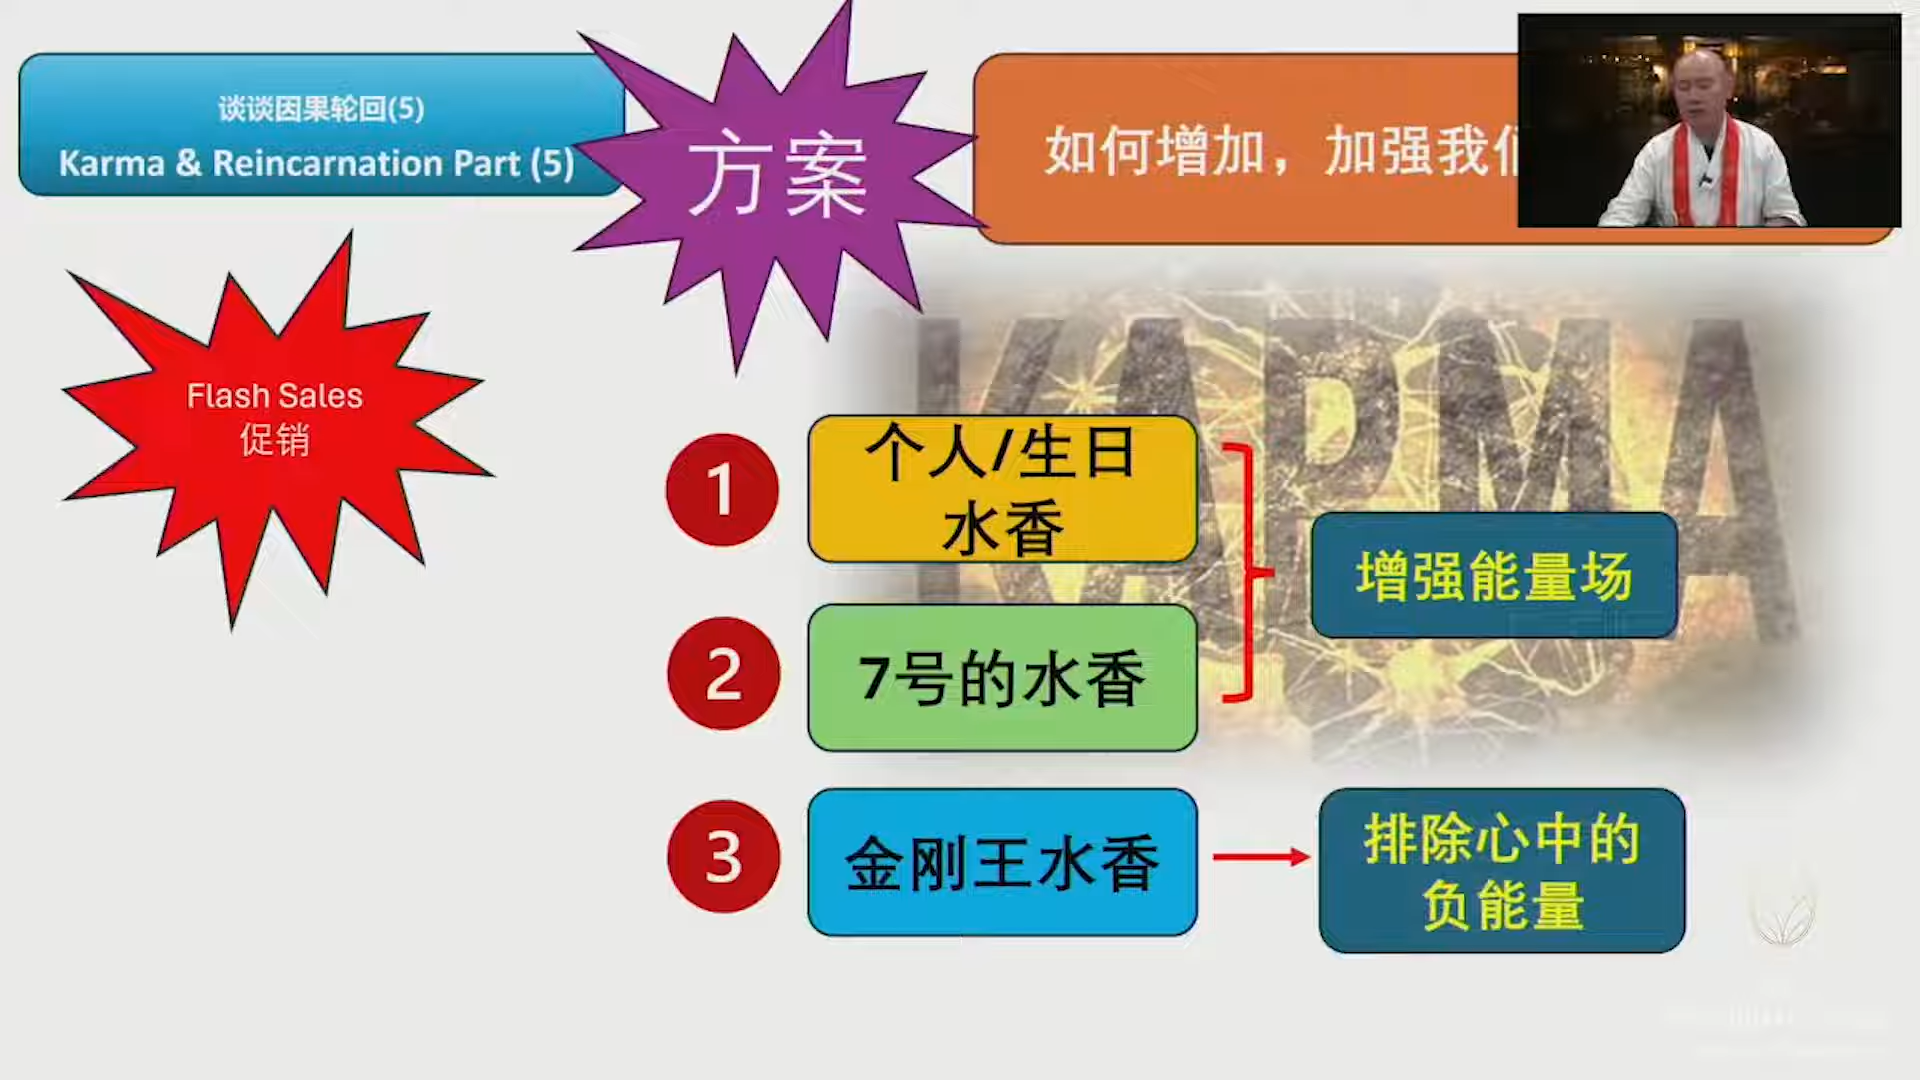 谈谈因果轮回(5)
Karma & Reincarnation Part (5)
方案
如何增加，加强我们
Flash Sales
促销
KARMA
1
个人/生日
水香
2
7号的水香
增强能量场
3
金刚王水香
排除心中的
负能量